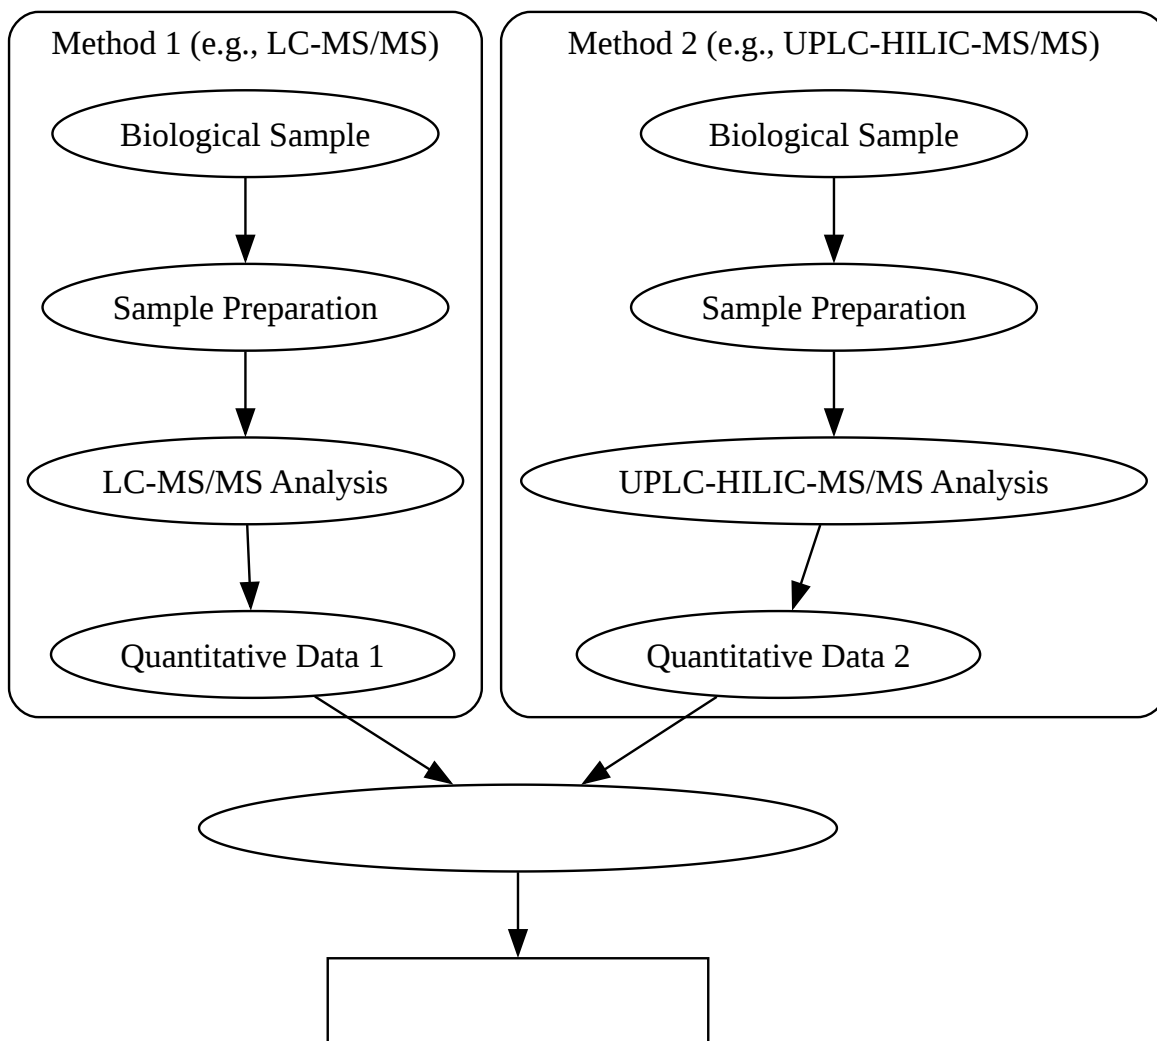 Method 1 (e.g., LC-MS/MS)
Biological Sample
Sample Preparation
LC-MS/MS Analysis
Quantitative Data 1
Method 2 (e.g., UPLC-HILIC-MS/MS)
Biological Sample
Sample Preparation
UPLC-HILIC-MS/MS Analysis
Quantitative Data 2